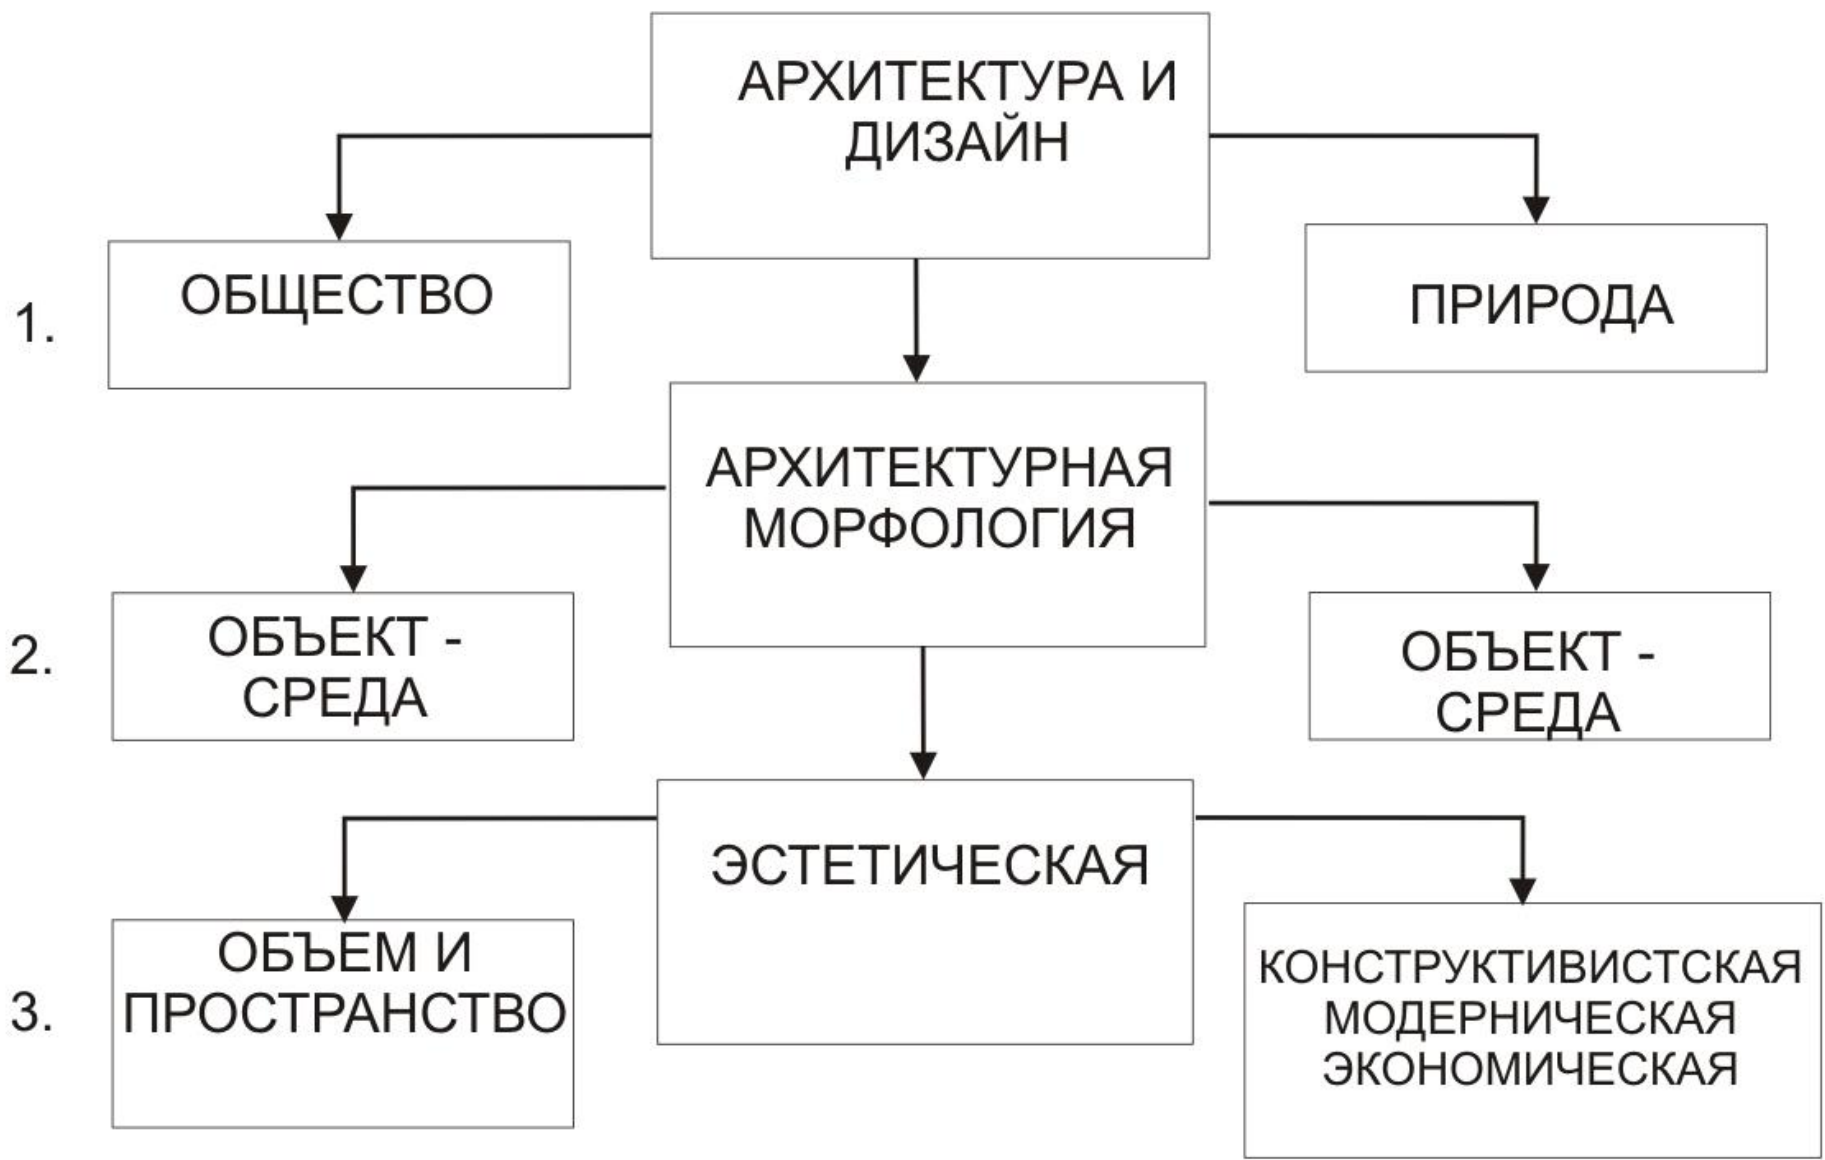 АРХИТЕКТУРА И
ДИЗАЙН
1.
ОБЩЕСТВО
ПРИРОДА
АРХИТЕКТУРНАЯ
МОРФОЛОГИЯ
2.
ОБЪЕКТ -
СРЕДА
ОБЪЕКТ -
СРЕДА
ЭСТЕТИЧЕСКАЯ
3.
ОБЪЕМ И
ПРОСТРАНСТВО
КОНСТРУКТИВИСТСКАЯ
МОДЕРНИЧЕСКАЯ
ЭКОНОМИЧЕСКАЯ